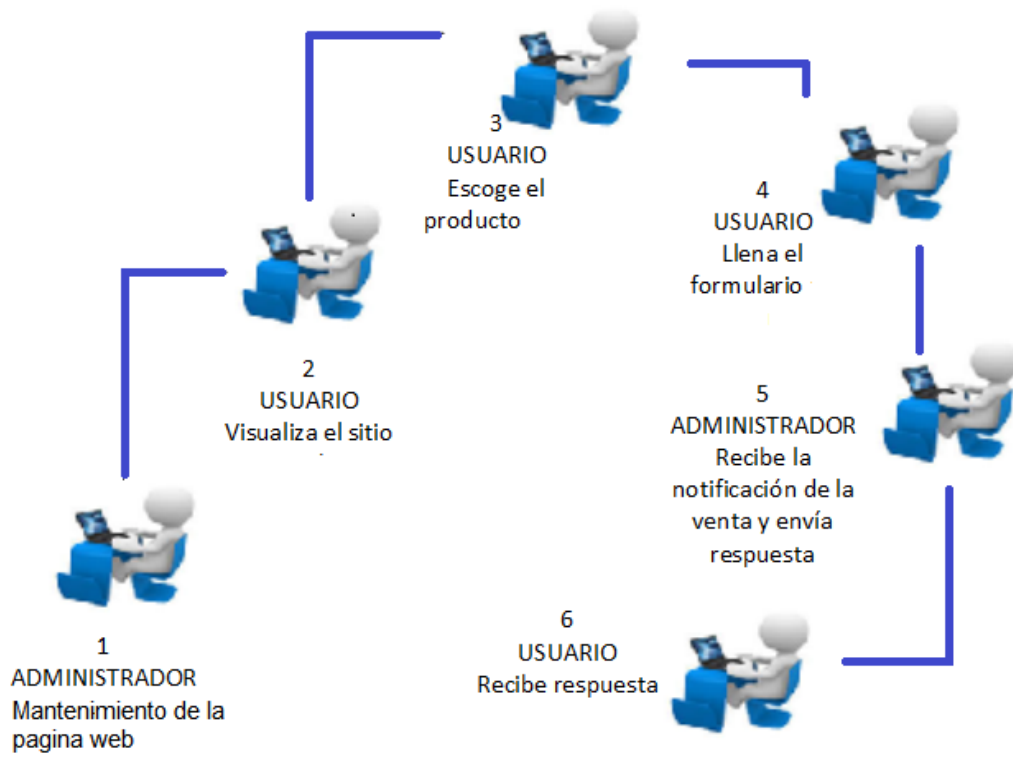 1
ADMINISTRADOR
Mantenimiento de la
pagina web
2
USUARIO
Visualiza el sitio
3
USUARIO
Escoge el
producto
4
USUARIO
Llena el
formulario
5
ADMINISTRADOR
Recibe la
notificación de la
venta y envía
respuesta
6
USUARIO
Recibe respuesta